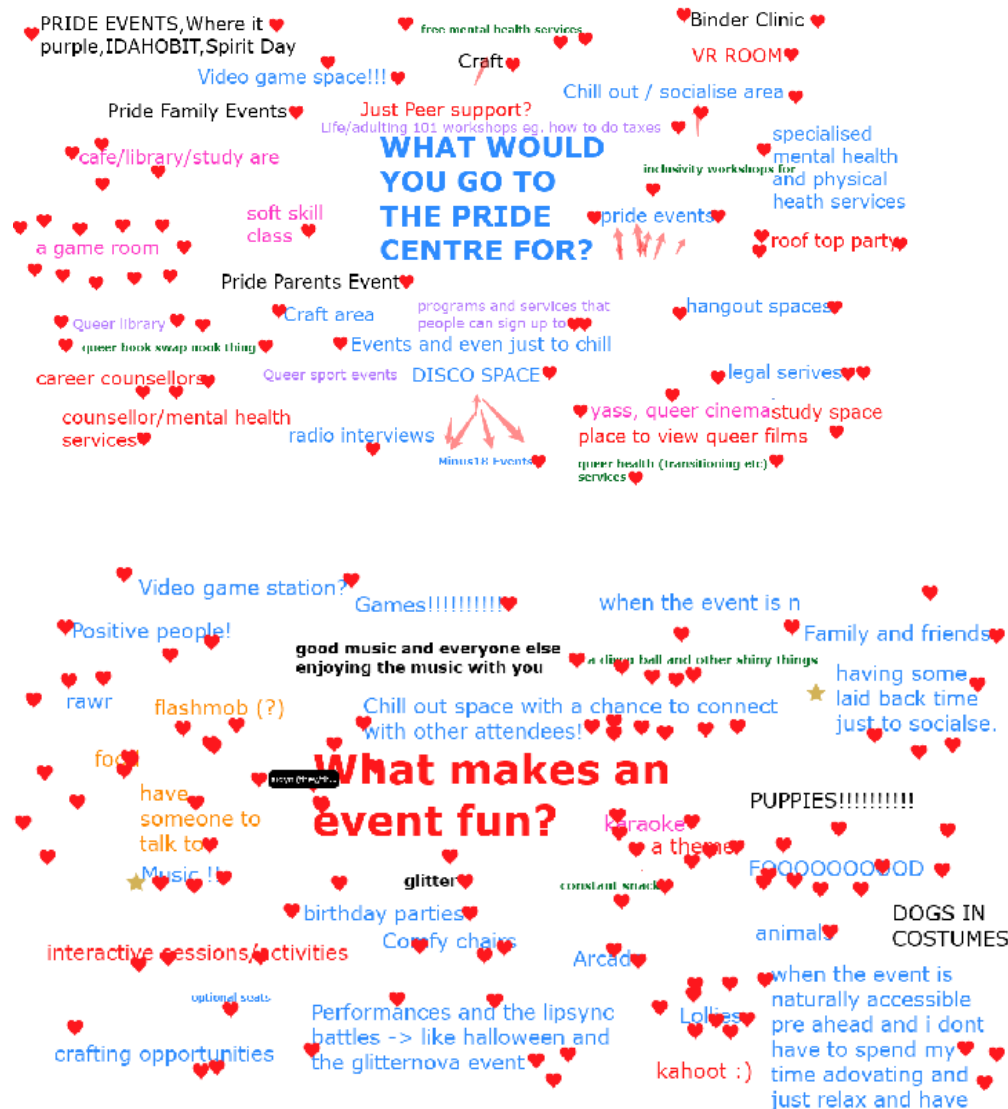 PRIDE EVENTS,Where it
purple,IDAHOBIT,Spirit Day
free mental health services
Binder Clinic
Craft
VR ROOM
Video game space!!!
Chill out / socialise area
Pride Family Events
Just Peer support?
Life/adulting 101 workshops eg. how to do taxes
WHAT WOULD
YOU GO TO
THE PRIDE
CENTRE FOR?
specialised
mental health
and physical
heath services
cafe/library/study are
inclusivity workshops for
soft skill
class
pride events
a game room
roof top party
Pride Parents Event
programs and services that
people can sign up to
hangout spaces
Craft area
Queer library
queer book swap nook thing
Events and even just to chill
career counsellors
Queer sport events
DISCO SPACE
legal serives
counsellor/mental health
services
yass, queer cinema
study space
radio interviews
place to view queer films
Minus18 Events
queer health (transitioning etc)
services
Video game station?
Games!!!!!!!!!!
when the event is n
Positive people!
Family and friends
good music and everyone else
enjoying the music with you
a disco ball and other shiny things
having some
laid back time
just to socialse.
rawr
flashmob (?)
Chill out space with a chance to connect
with other attendees!
food
What makes an
event fun?
have
someone to
talk to
PUPPIES!!!!!!!!!!
karaoke
a theme
Music !!
FOOOOOOOOOD
glitter
constant snack
birthday parties
DOGS IN
COSTUMES
animals
Comfy chairs
interactive sessions/activities
Arcade
optional seats
when the event is
naturally accessible
pre ahead and i dont
have to spend my
time adovating and
just relax and have
Performances and the lipsync
battles -> like halloween and
the glitternova event
Lollies
crafting opportunities
kahoot :)